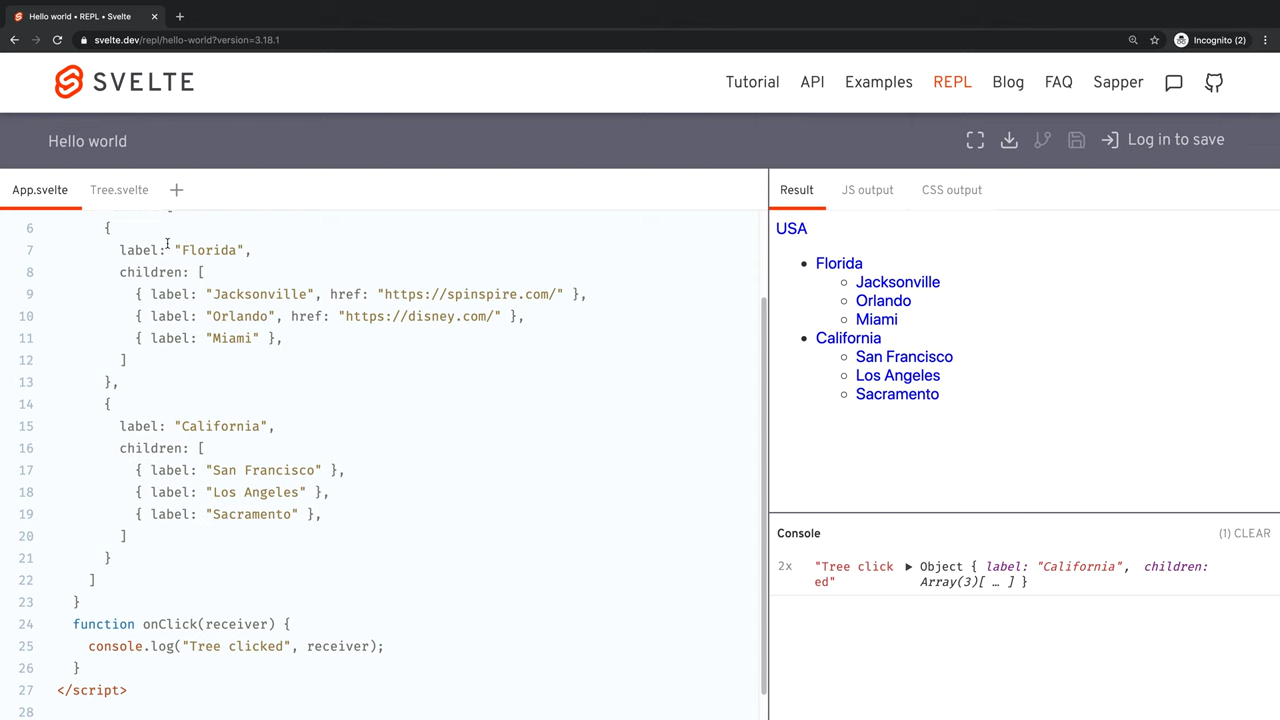 Hello world • REPL • Svelte
svelte.dev/repl/hello-world?version=3.18.1
Incognito (2)
SVELTE
Tutorial API Examples REPL Blog FAQ Sapper
Hello world
Log in to save
App.svelte Tree.svelte
Result JS output CSS output
6 {
7 label: "Florida",
8 children: [
9 { label: "Jacksonville", href: "https://spinspire.com/" },
10 { label: "Orlando", href: "https://disney.com/" },
11 { label: "Miami" },
12 ]
13 },
14 {
15 label: "California",
16 children: [
17 { label: "San Francisco" },
18 { label: "Los Angeles" },
19 { label: "Sacramento" },
20 ]
21 }
22 ]
23 }
24 function onClick(receiver) {
25 console.log("Tree clicked", receiver);
26 }
27 </script>
28
USA
Florida
Jacksonville
Orlando
Miami
California
San Francisco
Los Angeles
Sacramento
Console (1) CLEAR
2x "Tree click ▶ Object { label: "California", children:
ed" Array(3)[ … ] }